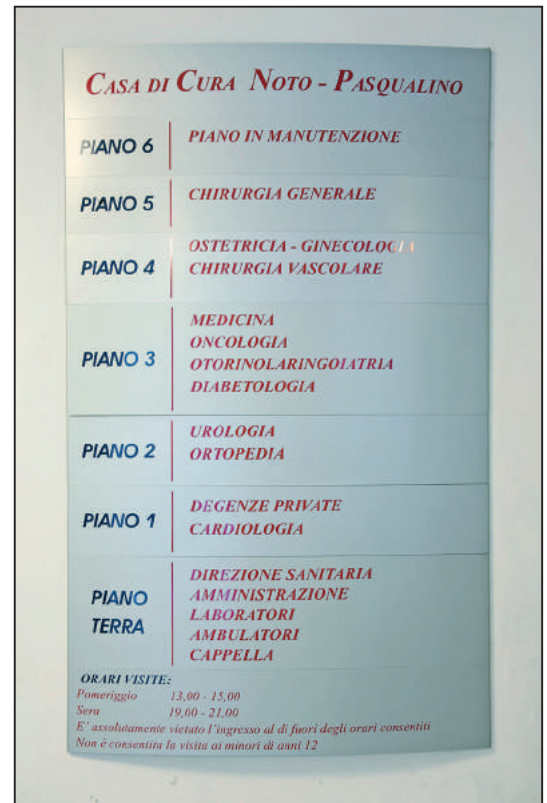 CASA DI CURA NOTO - PASQUALINO
PIANO 6
PIANO IN MANUTENZIONE
PIANO 5
CHIRURGIA GENERALE
PIANO 4
OSTETRICIA - GINECOLOGIA
CHIRURGIA VASCOLARE
PIANO 3
MEDICINA
ONCOLOGIA
OTORINOLARINGOIATRIA
DIABETOLOGIA
PIANO 2
UROLOGIA
ORTOPEDIA
PIANO 1
DEGENZE PRIVATE
CARDIOLOGIA
PIANO
TERRA
DIREZIONE SANITARIA
AMMINISTRAZIONE
LABORATORI
AMBULATORI
CAPPELLA
ORARI VISITE:
Pomeriggio 13,00 - 15,00
Sera 19,00 - 21,00
E' assolutamente vietato l'ingresso al di fuori degli orari consentiti
Non è consentita la visita ai minori di anni 12